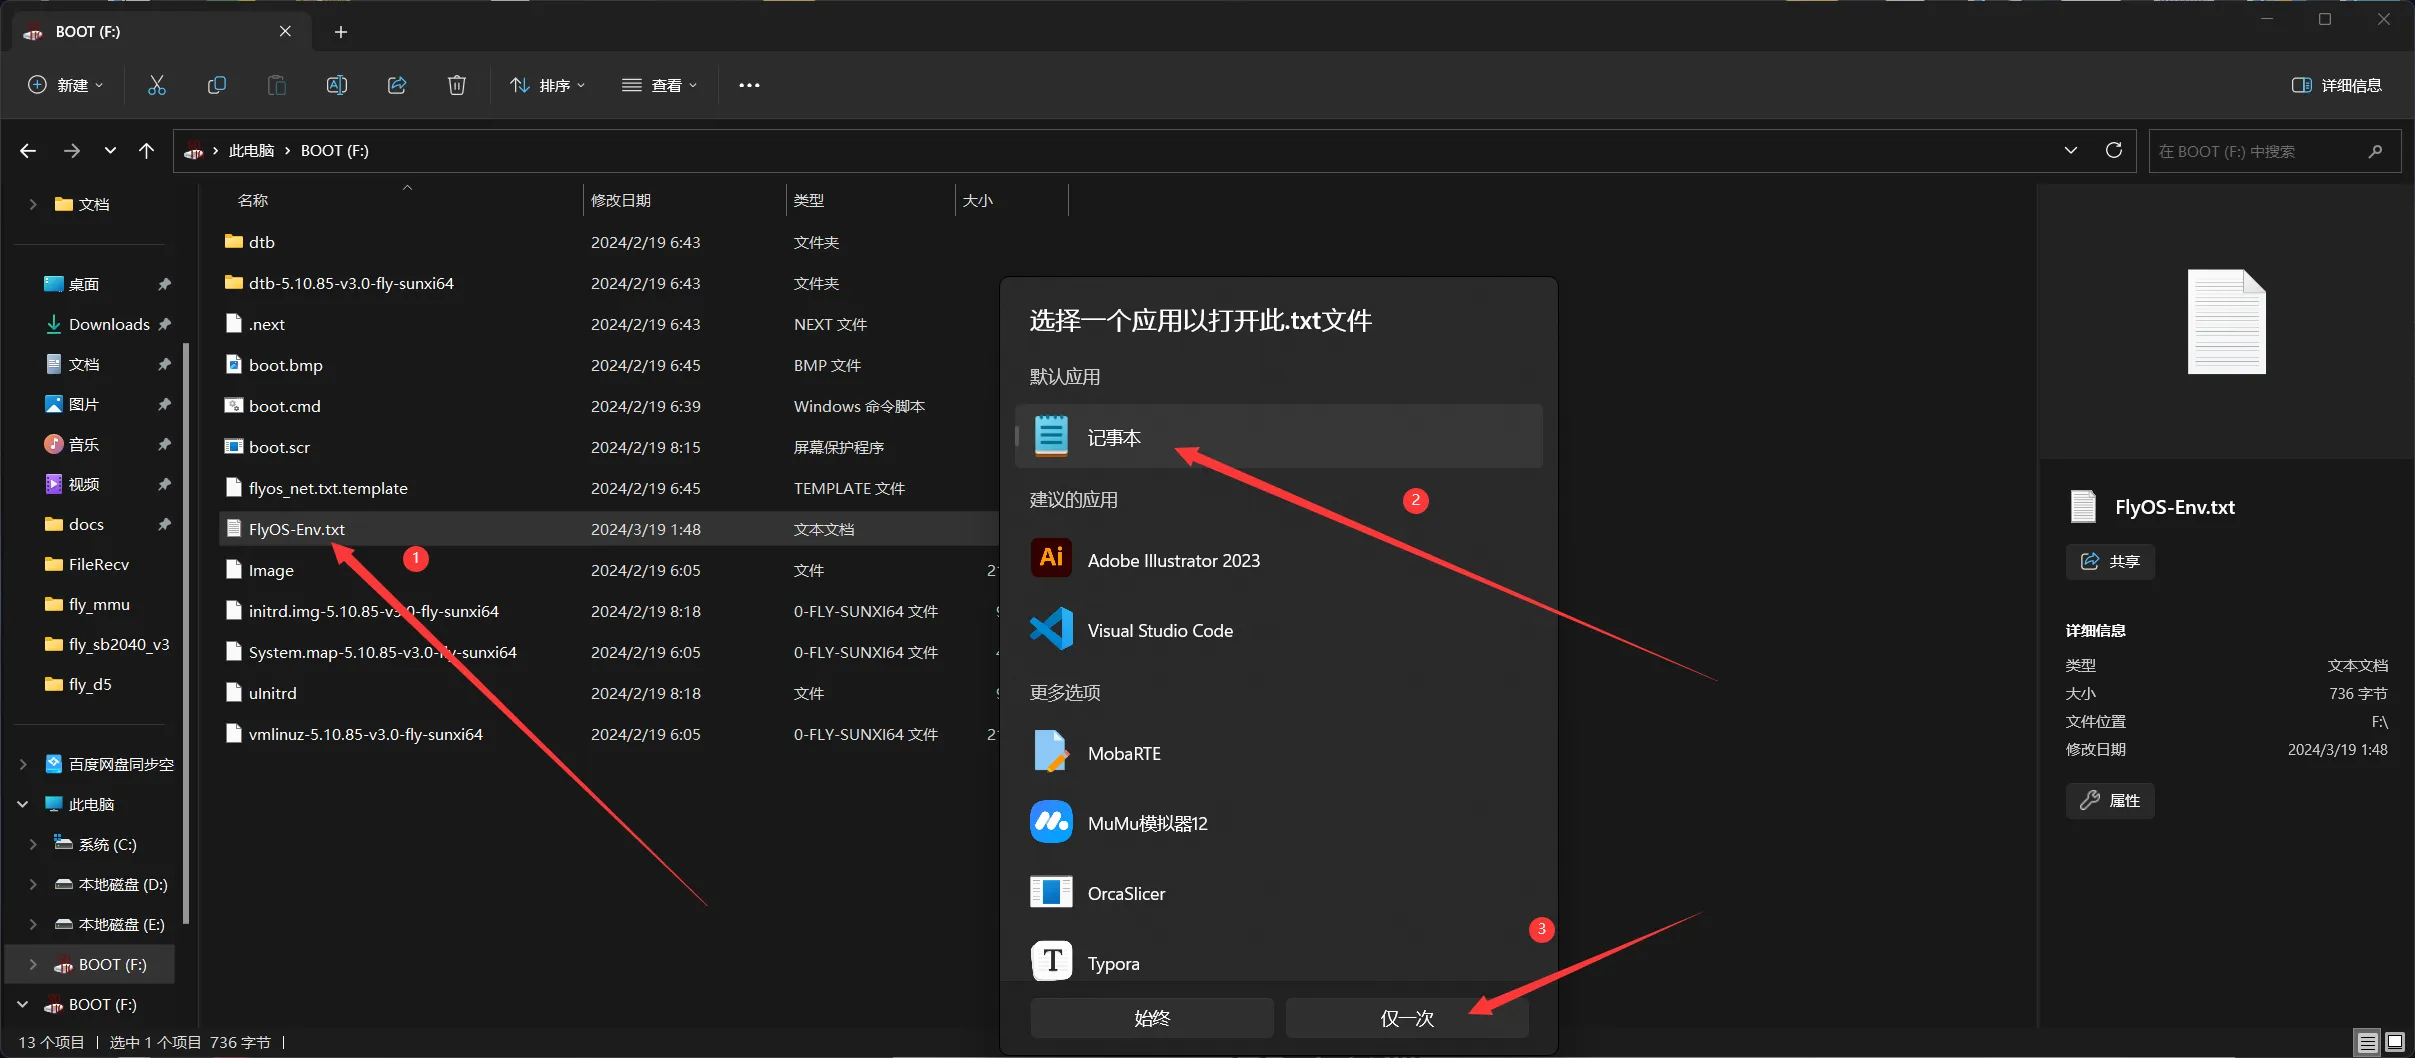 BOOT (F:)
新建
排序
查看
详细信息
此电脑
BOOT (F:)
在 BOOT (F:) 中搜索
文档
桌面
Downloads
文档
图片
音乐
视频
docs
FileRecv
fly_mmu
fly_sb2040_v3
fly_d5
百度网盘同步空
此电脑
系统 (C:)
本地磁盘 (D:)
本地磁盘 (E:)
BOOT (F:)
BOOT (F:)
名称 修改日期 类型 大小
dtb 2024/2/19 6:43 文件夹
dtb-5.10.85-v3.0-fly-sunxi64 2024/2/19 6:43 文件夹
.next 2024/2/19 6:43 NEXT 文件
boot.bmp 2024/2/19 6:45 BMP 文件
boot.cmd 2024/2/19 6:39 Windows 命令脚本
boot.scr 2024/2/19 8:15 屏幕保护程序
flyos_net.txt.template 2024/2/19 6:45 TEMPLATE 文件
FlyOS-Env.txt 2024/3/19 1:48 文本文档
1
Image 2024/2/19 6:05 文件
initrd.img-5.10.85-v3.0-fly-sunxi64 2024/2/19 8:18 0-FLY-SUNXI64 文件
System.map-5.10.85-v3.0-fly-sunxi64 2024/2/19 6:05 0-FLY-SUNXI64 文件
uInitrd 2024/2/19 8:18 文件
vmlinuz-5.10.85-v3.0-fly-sunxi64 2024/2/19 6:05 0-FLY-SUNXI64 文件
选择一个应用以打开此.txt文件
默认应用
记事本
2
建议的应用
Ai Adobe Illustrator 2023
Visual Studio Code
更多选项
MobaRTE
MuMu模拟器12
OrcaSlicer
3
T Typora
始终 仅一次
FlyOS-Env.txt
共享
详细信息
类型 文本文档
大小 736 字节
文件位置 F:\
修改日期 2024/3/19 1:48
属性
13 个项目 选中 1 个项目 736 字节